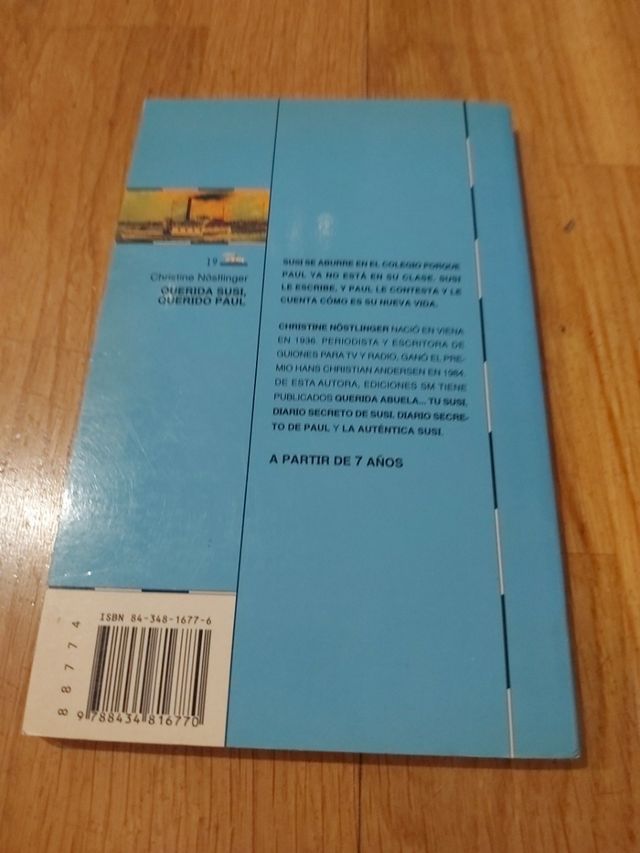 19
Christine Nöstlinger
QUERIDA SUSI,
QUERIDO PAUL
SUSI SE ABURRE EN EL COLEGIO PORQUE
PAUL YA NO ESTÁ EN SU CLASE. SUSI
LE ESCRIBE, Y PAUL LE CONTESTA Y LE
CUENTA CÓMO ES SU NUEVA VIDA.
CHRISTINE NÖSTLINGER NACIÓ EN VIENA
EN 1936. PERIODISTA Y ESCRITORA DE
GUIONES PARA TV Y RADIO, GANÓ EL PRE-
MIO HANS CHRISTIAN ANDERSEN EN 1984.
DE ESTA AUTORA, EDICIONES SM TIENE
PUBLICADOS QUERIDA ABUELA... TU SUSI,
DIARIO SECRETO DE SUSI. DIARIO SECRE-
TO DE PAUL Y LA AUTÉNTICA SUSI.
A PARTIR DE 7 AÑOS
ISBN 84-348-1677-6
88774
9 788434 816770